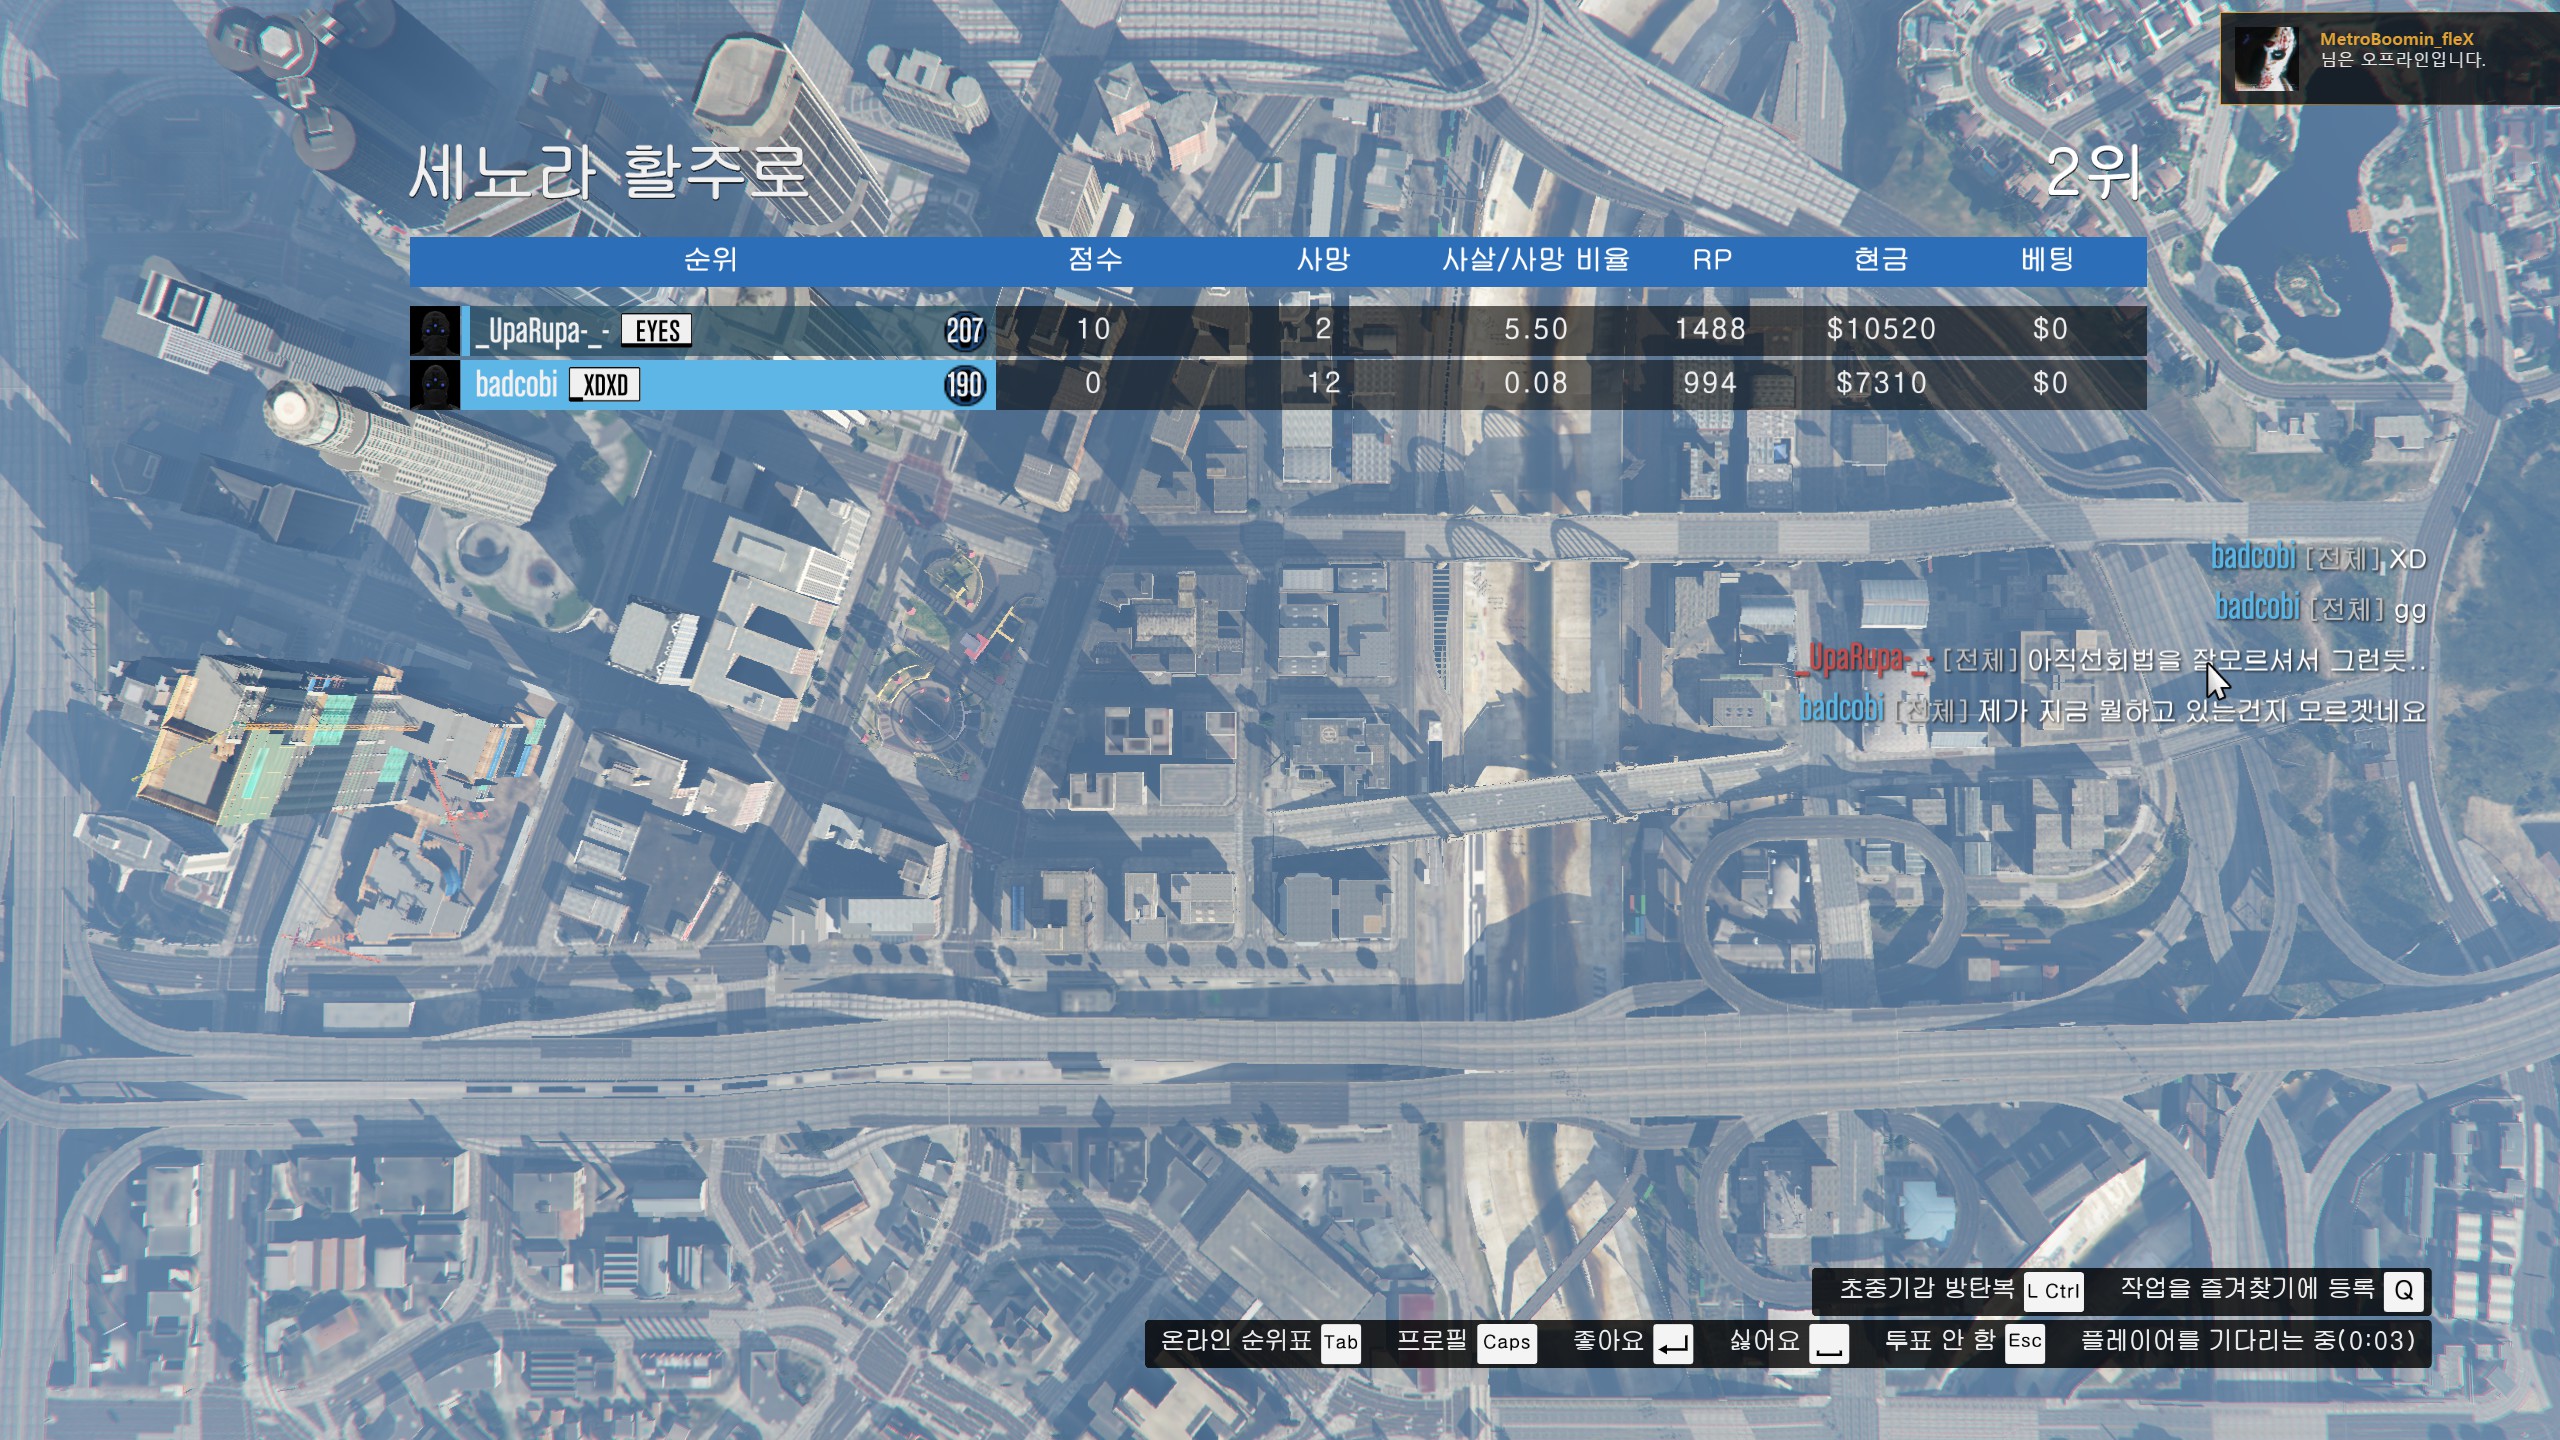 MetroBoomin_fleX
님은 오프라인입니다.
세뇨라 활주로 2위
순위 점수 사망 사살/사망 비율 RP 현금 베팅
_UpaRupa-_- EYES 207 10 2 5.50 1488 $10520 $0
badcobi XDXD 190 0 12 0.08 994 $7310 $0
badcobi [전체] XD
badcobi [전체] gg
_UpaRupa-_- [전체] 아직선회법을 잘모르셔서 그런듯..
badcobi [전체] 제가 지금 뭘하고 있는건지 모르겟네요
초중기갑 방탄복 L Ctrl 작업을 즐겨찾기에 등록 Q
온라인 순위표 Tab 프로필 Caps 좋아요 싫어요 투표 안 함 Esc 플레이어를 기다리는 중(0:03)